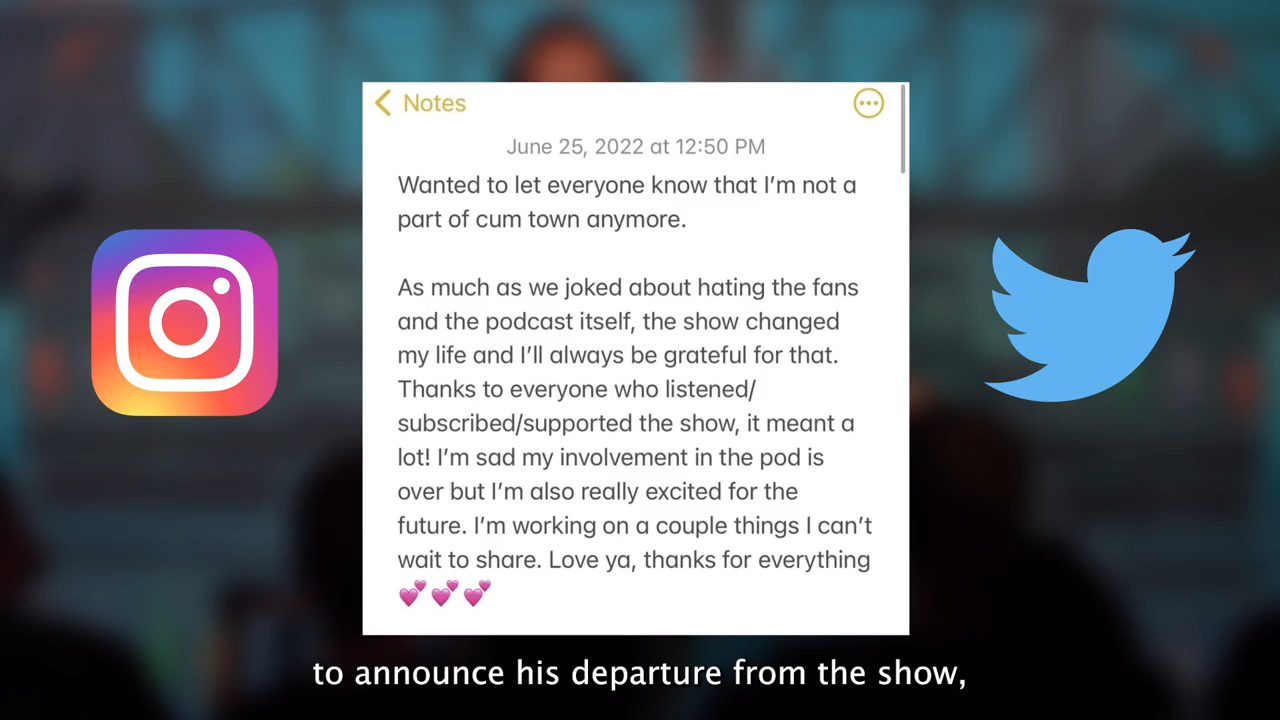 Notes
June 25, 2022 at 12:50 PM
Wanted to let everyone know that I’m not a
part of cum town anymore.
As much as we joked about hating the fans
and the podcast itself, the show changed
my life and I’ll always be grateful for that.
Thanks to everyone who listened/
subscribed/supported the show, it meant a
lot! I’m sad my involvement in the pod is
over but I’m also really excited for the
future. I’m working on a couple things I can’t
wait to share. Love ya, thanks for everything
💕 💕 💕
to announce his departure from the show,